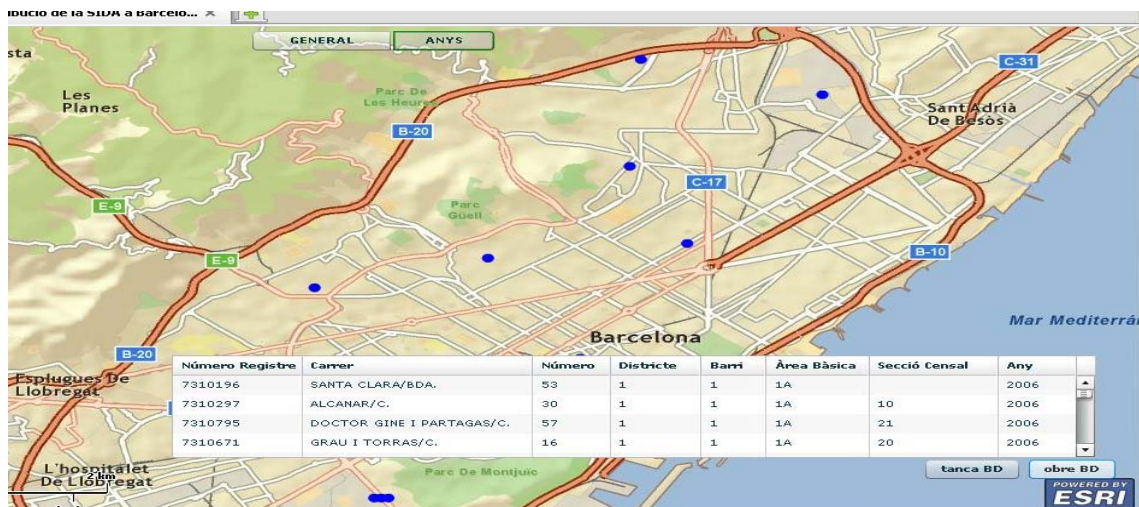 ibució de la SIDA a Barcelo...
GENERAL ANYS
sta
C-31
Les
Planes
Parc De
Les Heures
Sant Adrià
De Besòs
B-20
C-17
E-9
Parc
Güell
B-10
E-9
Mar Mediterrá
Barcelona
B-20
Número Registre Carrer Número Districte Barri Àrea Bàsica Secció Censal Any
Esplugues De
Llobregat
7310196 SANTA CLARA/BDA. 53 1 1 1A 2006
7310297 ALCANAR/C. 30 1 1 1A 10 2006
7310795 DOCTOR GINE I PARTAGAS/C. 57 1 1 1A 21 2006
7310671 GRAU I TORRAS/C. 16 1 1 1A 20 2006
L'hospitalet
De Llobregat
2 km
Parc De Montjuïc
tanca BD obre BD
POWERED BY
ESRI